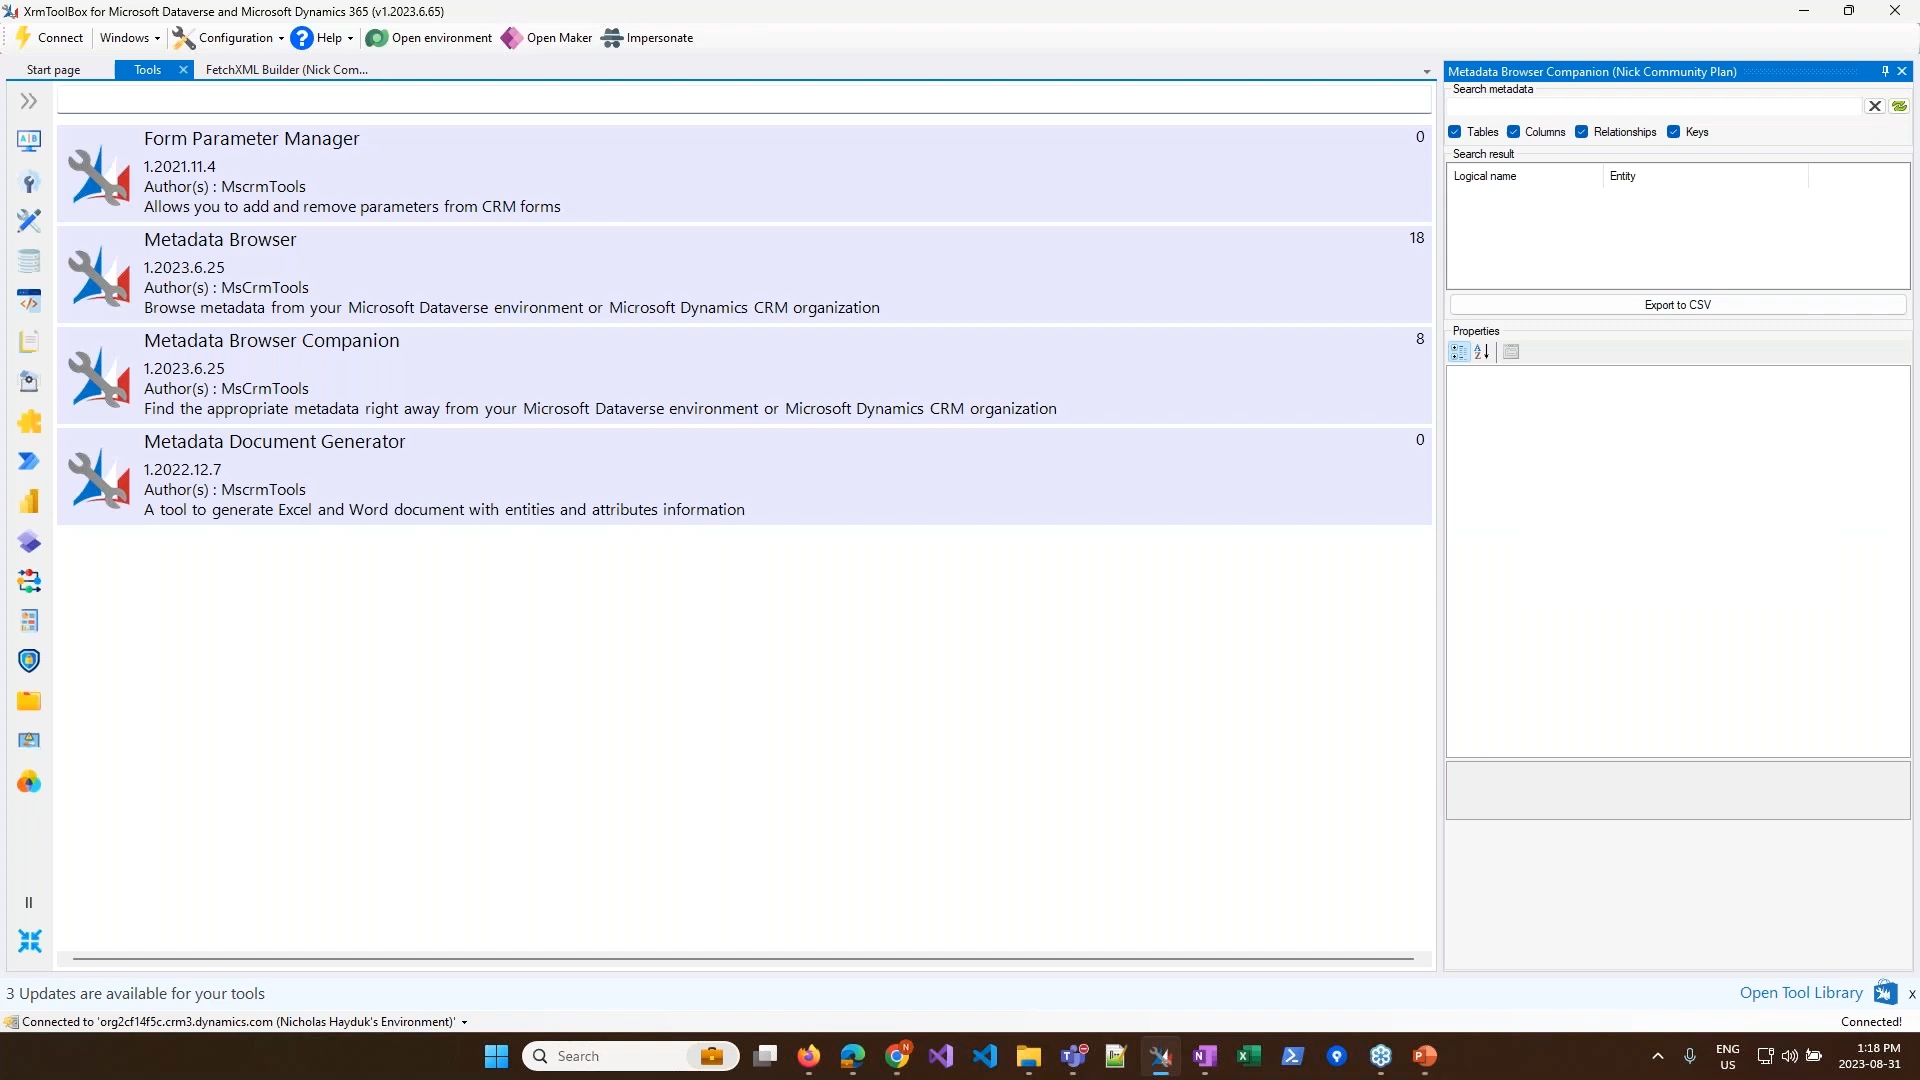 XrmToolBox for Microsoft Dataverse and Microsoft Dynamics 365 (v1.2023.6.65)
Connect Windows Configuration Help Open environment Open Maker Impersonate
Start page Tools FetchXML Builder (Nick Com...
Form Parameter Manager 0
1.2021.11.4
Author(s) : MscrmTools
Allows you to add and remove parameters from CRM forms
Metadata Browser 18
1.2023.6.25
Author(s) : MsCrmTools
Browse metadata from your Microsoft Dataverse environment or Microsoft Dynamics CRM organization
Metadata Browser Companion 8
1.2023.6.25
Author(s) : MsCrmTools
Find the appropriate metadata right away from your Microsoft Dataverse environment or Microsoft Dynamics CRM organization
Metadata Document Generator 0
1.2022.12.7
Author(s) : MscrmTools
A tool to generate Excel and Word document with entities and attributes information
Metadata Browser Companion (Nick Community Plan)
Search metadata
Tables Columns Relationships Keys
Search result
Logical name Entity
Export to CSV
Properties
3 Updates are available for your tools
Open Tool Library x
Connected to 'org2cf14f5c.crm3.dynamics.com (Nicholas Hayduk's Environment)'
Connected!
Search
ENG
US
1:18 PM
2023-08-31